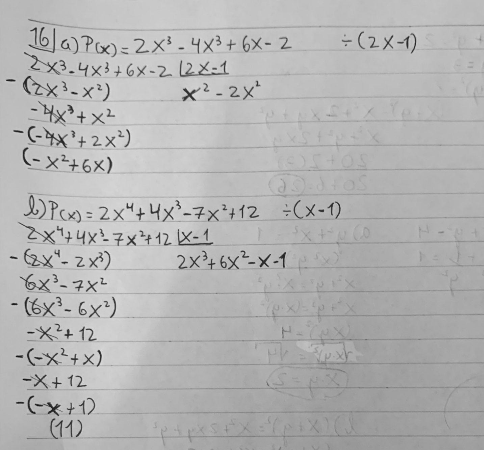 16) a) P(x) = 2x³ - 4x³ + 6x - 2 ÷(2x-1)
2x³ - 4x³ + 6x - 2 |2x-1
-(2x³ - x²) x² - 2x²
-4x³ + x²
-(-4x³ + 2x²)
(-x² + 6x)
b) P(x) = 2x⁴ + 4x³ - 7x² + 12 ÷(x-1)
2x⁴ + 4x³ - 7x² + 12 |x-1
-(2x⁴ - 2x³) 2x³ + 6x² - x - 1
6x³ - 7x²
-(6x³ - 6x²)
-x² + 12
-(-x² + x)
-x + 12
-(-x + 1)
(11)